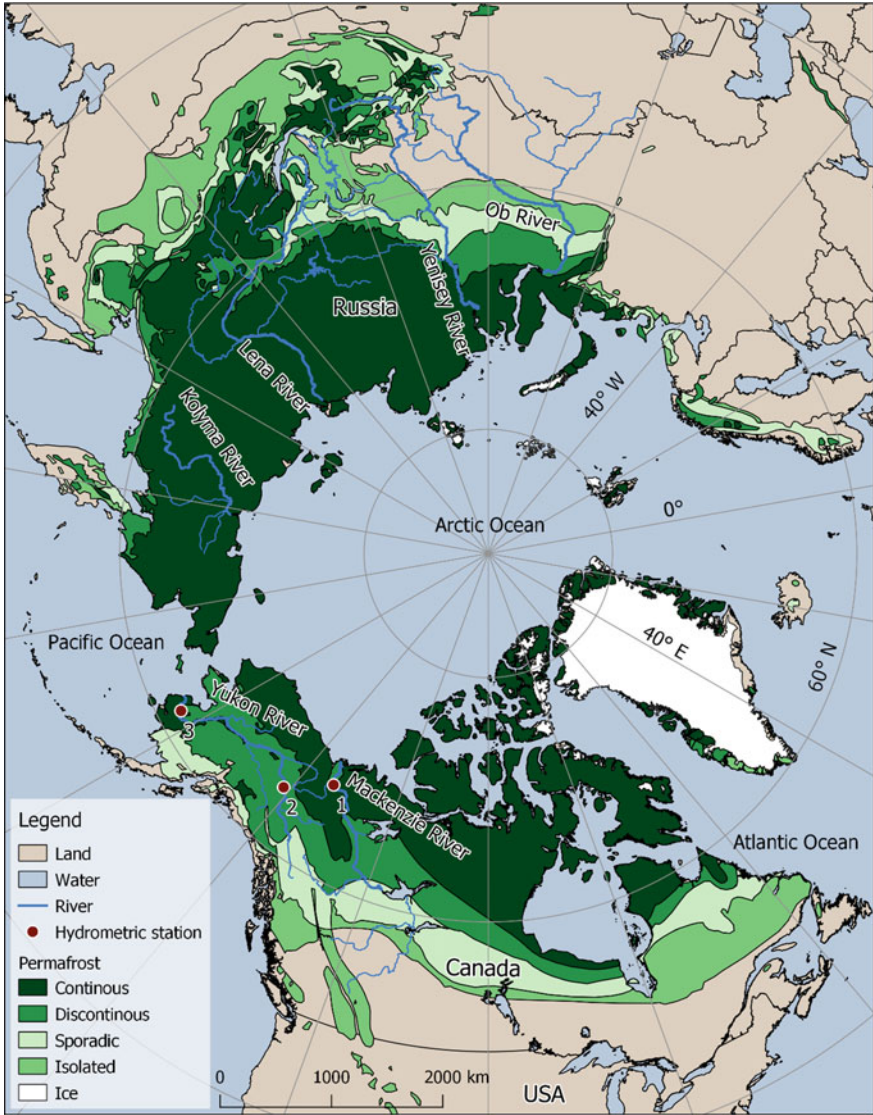 Ob River
Yenisey River
Russia
Lena River
Kolyma River
40° W
Arctic Ocean
0°
Pacific Ocean
40° E
60° N
Yukon River
3
2
1
Mackenzie River
Atlantic Ocean
Canada
USA
Legend
Land
Water
River
Hydrometric station
Permafrost
Continous
Discontinous
Sporadic
Isolated
Ice
0 1000 2000 km